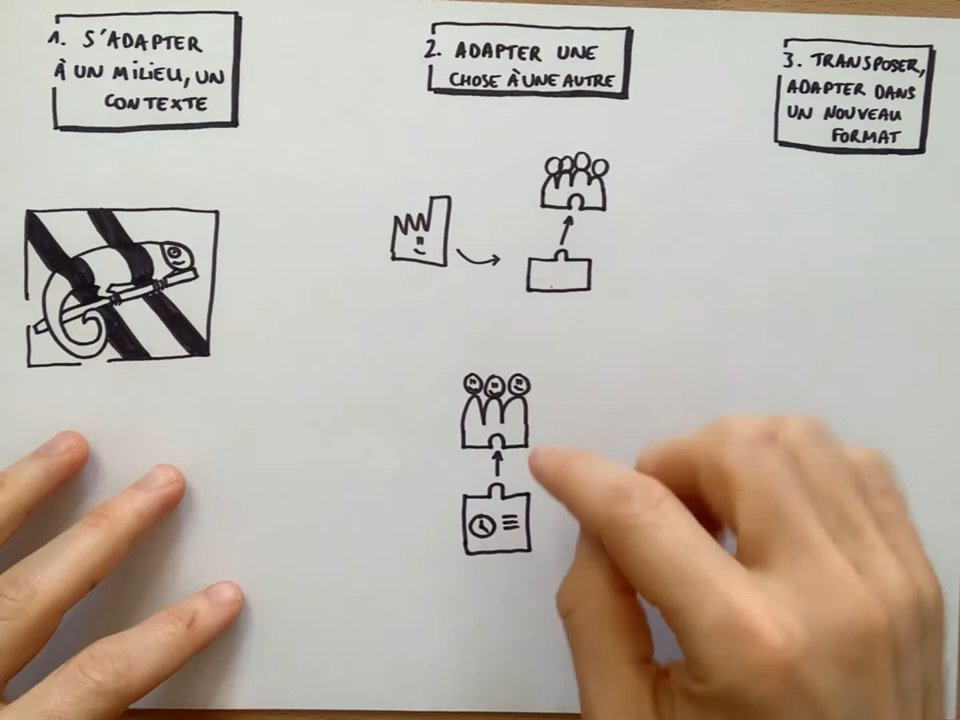 1. S'ADAPTER
À UN MILIEU, UN
CONTEXTE
2. ADAPTER UNE
CHOSE À UNE AUTRE
3. TRANSPOSER,
ADAPTER DANS
UN NOUVEAU
FORMAT